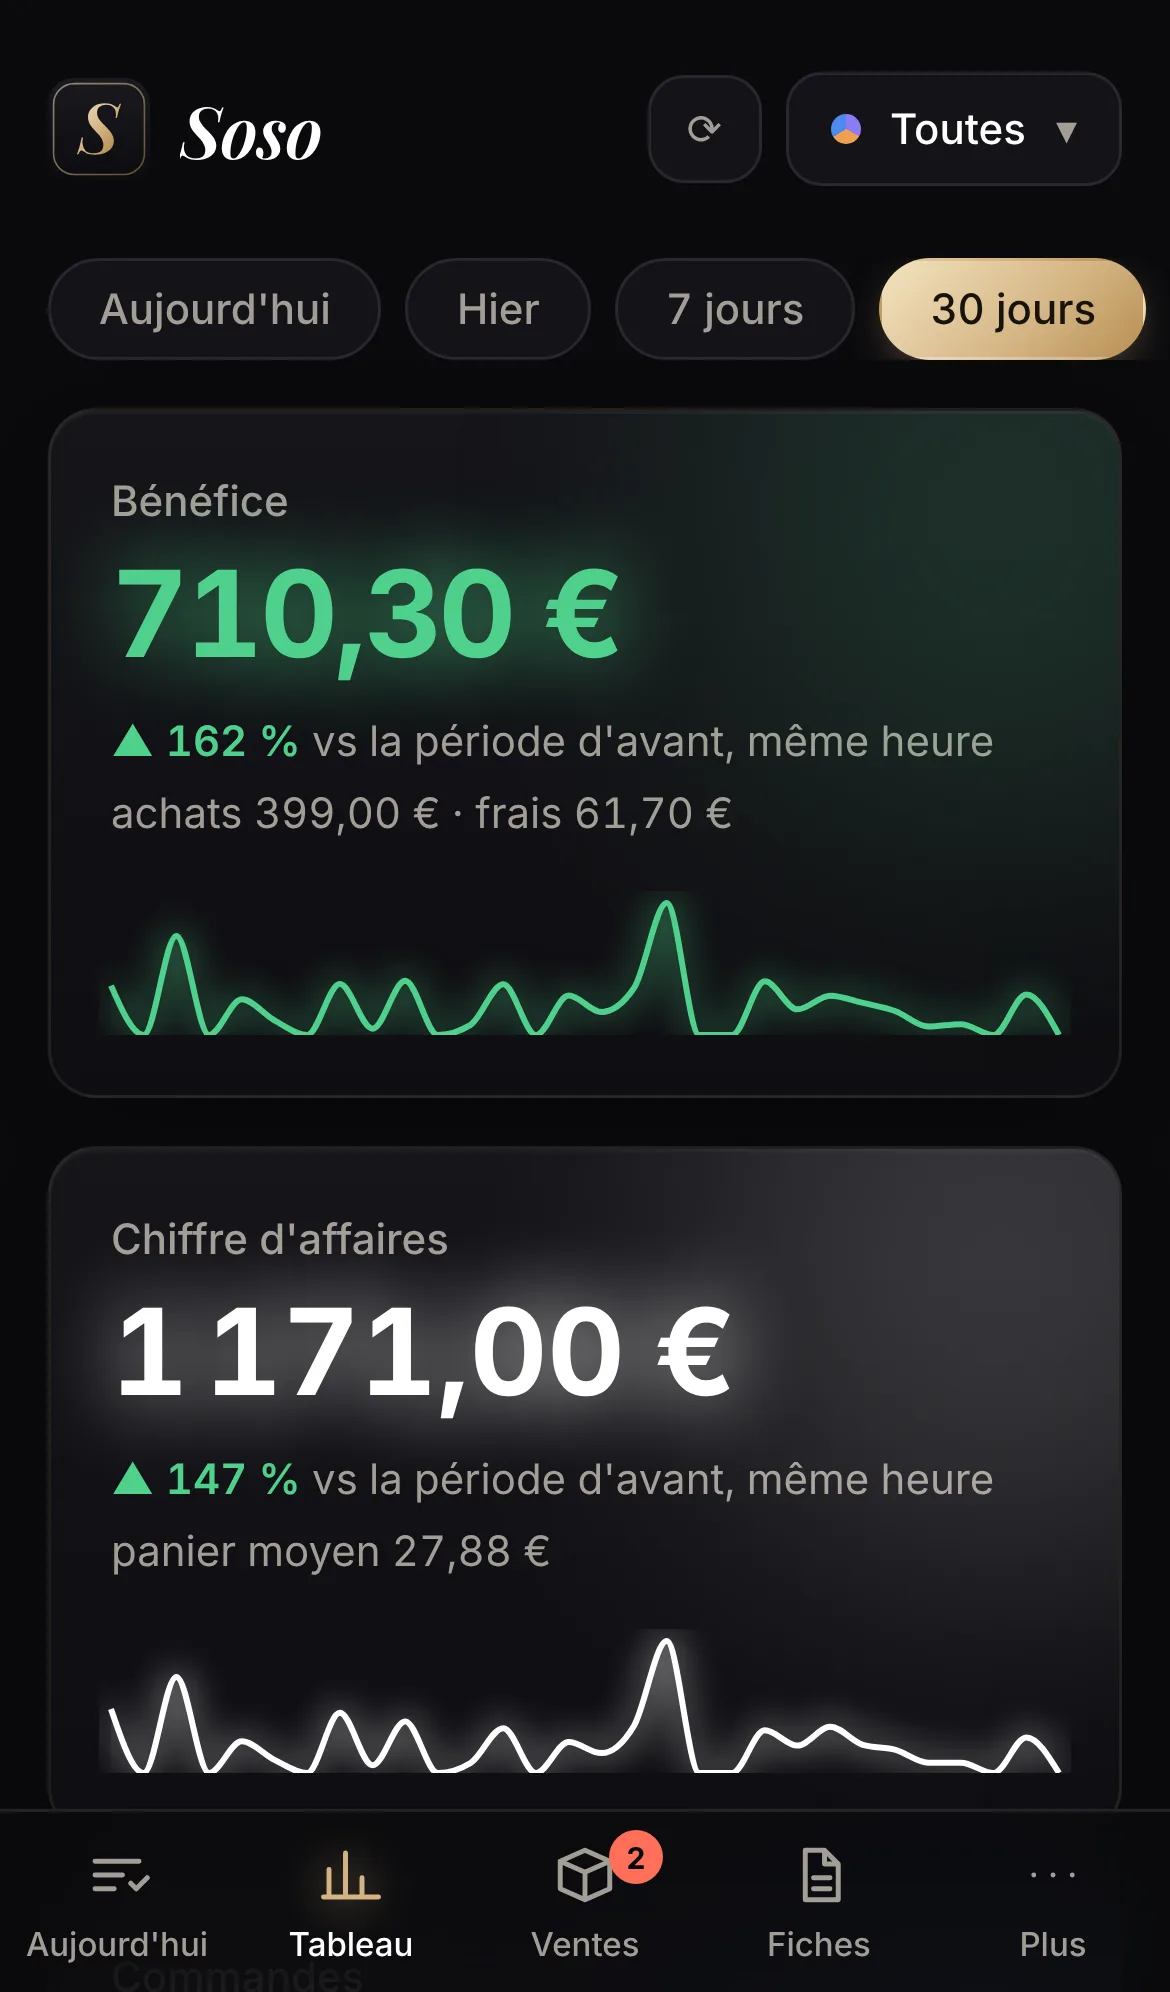 S Soso
⟳ Toutes ▼
Aujourd'hui Hier 7 jours 30 jours
Bénéfice
710,30 €
▲ 162 % vs la période d'avant, même heure
achats 399,00 € · frais 61,70 €
Chiffre d'affaires
1 171,00 €
▲ 147 % vs la période d'avant, même heure
panier moyen 27,88 €
2
Aujourd'hui Tableau Ventes Fiches Plus
Commandes